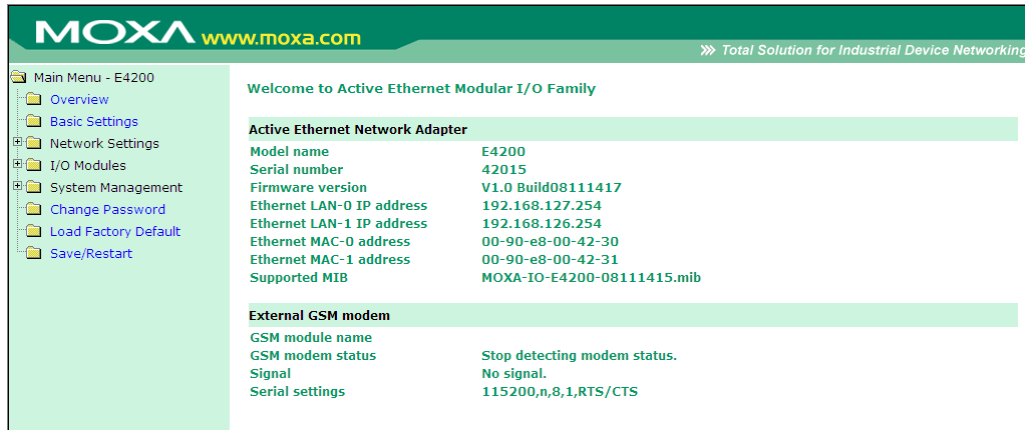 MOXA www.moxa.com
Total Solution for Industrial Device Networking
Main Menu - E4200
Overview
Basic Settings
Network Settings
I/O Modules
System Management
Change Password
Load Factory Default
Save/Restart
Welcome to Active Ethernet Modular I/O Family
Active Ethernet Network Adapter
Model name E4200
Serial number 42015
Firmware version V1.0 Build08111417
Ethernet LAN-0 IP address 192.168.127.254
Ethernet LAN-1 IP address 192.168.126.254
Ethernet MAC-0 address 00-90-e8-00-42-30
Ethernet MAC-1 address 00-90-e8-00-42-31
Supported MIB MOXA-IO-E4200-08111415.mib
External GSM modem
GSM module name
GSM modem status Stop detecting modem status.
Signal No signal.
Serial settings 115200,n,8,1,RTS/CTS